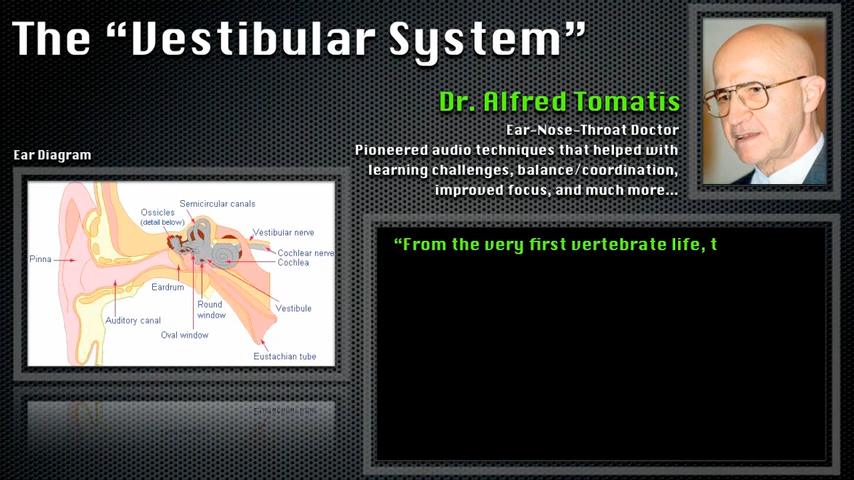 The “Vestibular System”
Dr. Alfred Tomatis
Ear-Nose-Throat Doctor
Pioneered audio techniques that helped with
learning challenges, balance/coordination,
improved focus, and much more...
Ear Diagram
Semicircular canals
Ossicles
(detail below)
Vestibular nerve
Cochlear nerve
Cochlea
Pinna
Eardrum
Round
window
Vestibule
Auditory canal
Oval window
Eustachian tube
“From the very first vertebrate life, t